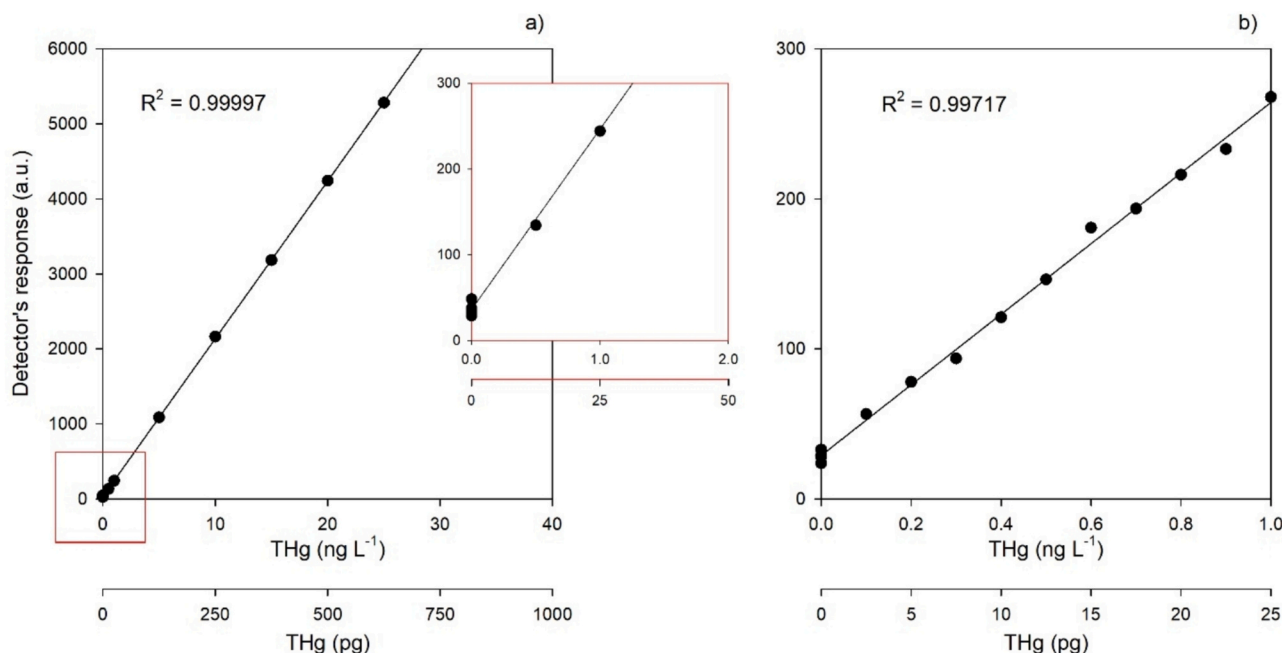 a)
R² = 0.99997
Detector's response (a.u.)
6000
5000
4000
3000
2000
1000
0
0 10 20 30 40
THg (ng L⁻¹)
0 250 500 750 1000
THg (pg)
300
200
100
0
0.0 1.0 2.0
0 25 50
b)
R² = 0.99717
300
200
100
0
0.0 0.2 0.4 0.6 0.8 1.0
THg (ng L⁻¹)
0 5 10 15 20 25
THg (pg)